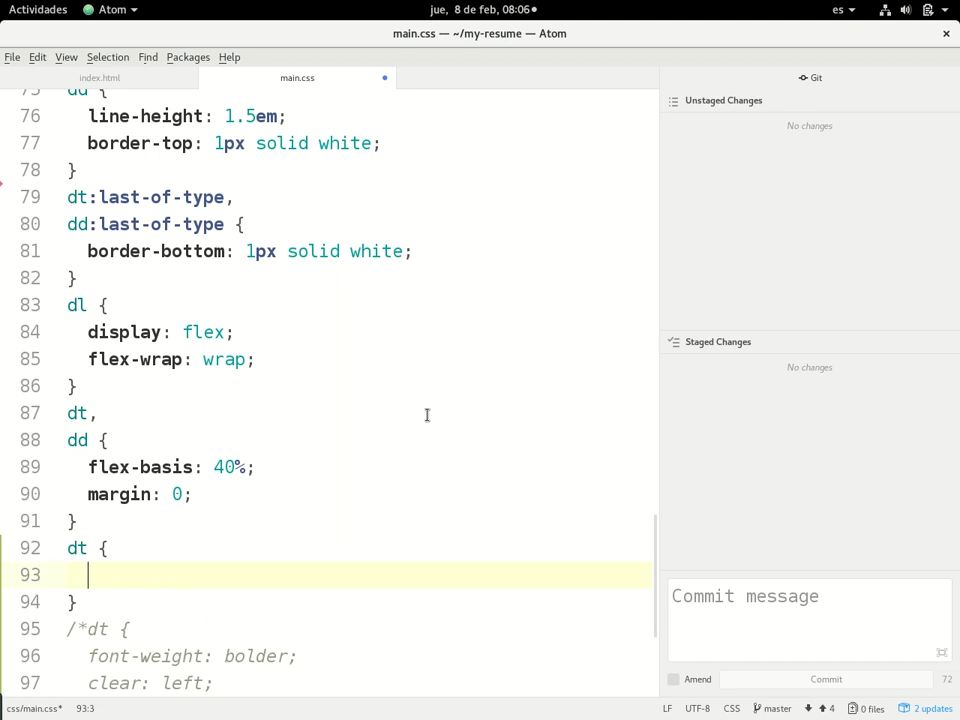 Actividades Atom jue, 8 de feb, 08:06 es
main.css — ~/my-resume — Atom
File Edit View Selection Find Packages Help
index.html main.css Git
75 dd {
76 line-height: 1.5em;
77 border-top: 1px solid white;
78 }
79 dt:last-of-type,
80 dd:last-of-type {
81 border-bottom: 1px solid white;
82 }
83 dl {
84 display: flex;
85 flex-wrap: wrap;
86 }
87 dt,
88 dd {
89 flex-basis: 40%;
90 margin: 0;
91 }
92 dt {
93
94 }
95 /*dt {
96 font-weight: bolder;
97 clear: left;
Unstaged Changes
No changes
Staged Changes
No changes
Commit message
Amend Commit 72
css/main.css* 93:3 LF UTF-8 CSS master 4 0 files 2 updates